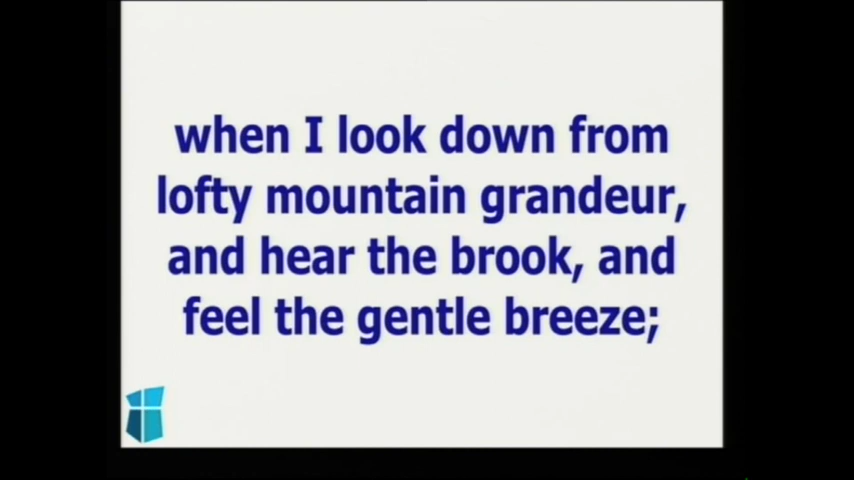 when I look down from
lofty mountain grandeur,
and hear the brook, and
feel the gentle breeze;